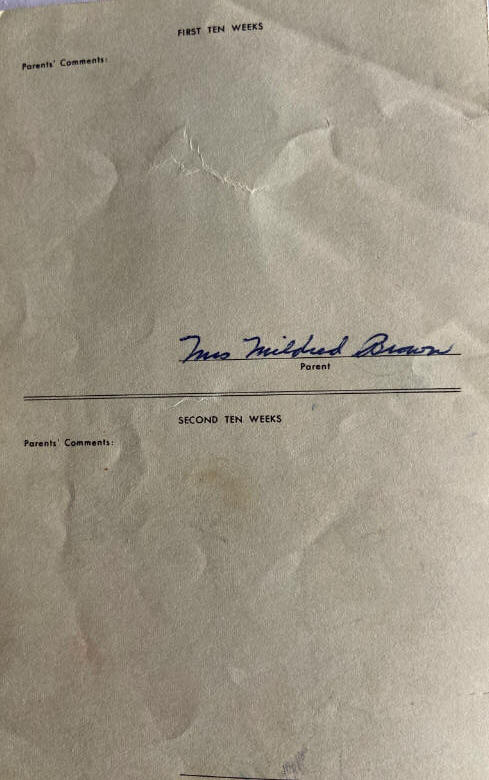 FIRST TEN WEEKS
Parents' Comments:
Mrs Mildred Brown
Parent
SECOND TEN WEEKS
Parents' Comments: